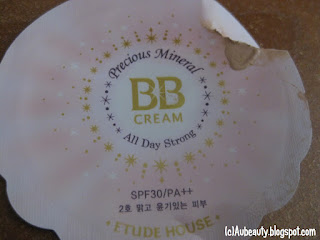 Precious Mineral
BB
CREAM
All Day Strong
SPF30/PA++
2호 맑고 윤기있는 피부
ETUDE HOUSE
(c)Aubeauty.blogspot.com